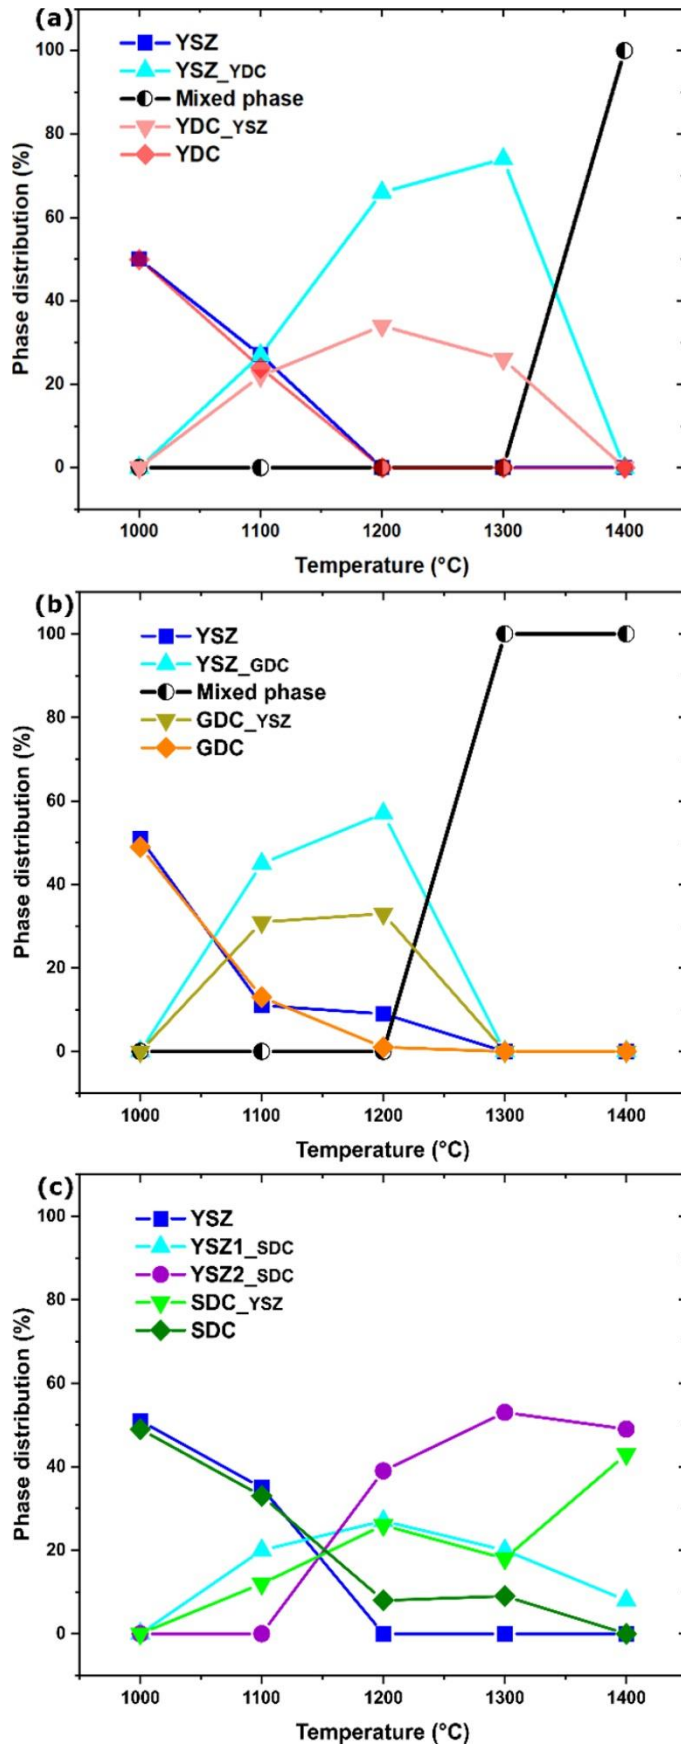 (a)
YSZ
YSZ_YDC
Mixed phase
YDC_YSZ
YDC
100
80
60
40
20
0
Phase distribution (%)
1000 1100 1200 1300 1400
Temperature (°C)
(b)
YSZ
YSZ_GDC
Mixed phase
GDC_YSZ
GDC
100
80
60
40
20
0
Phase distribution (%)
1000 1100 1200 1300 1400
Temperature (°C)
(c)
YSZ
YSZ1_SDC
YSZ2_SDC
SDC_YSZ
SDC
100
80
60
40
20
0
Phase distribution (%)
1000 1100 1200 1300 1400
Temperature (°C)